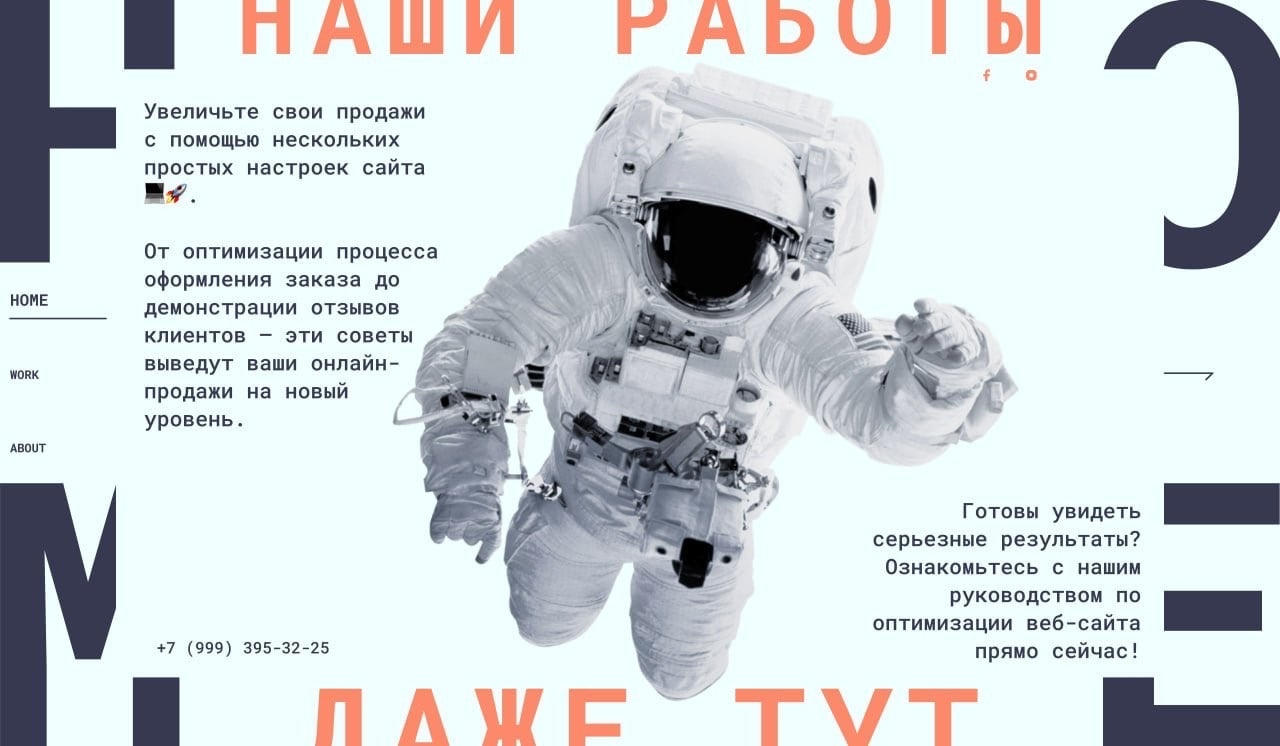 НАШИ РАБОТЫ
Увеличьте свои продажи
с помощью нескольких
простых настроек сайта
💻🚀.
От оптимизации процесса
оформления заказа до
демонстрации отзывов
клиентов – эти советы
выведут ваши онлайн-
продажи на новый
уровень.
HOME
WORK
ABOUT
Готовы увидеть
серьезные результаты?
Ознакомьтесь с нашим
руководством по
оптимизации веб-сайта
прямо сейчас!
+7 (999) 395-32-25
ДАЖЕ ТУТ